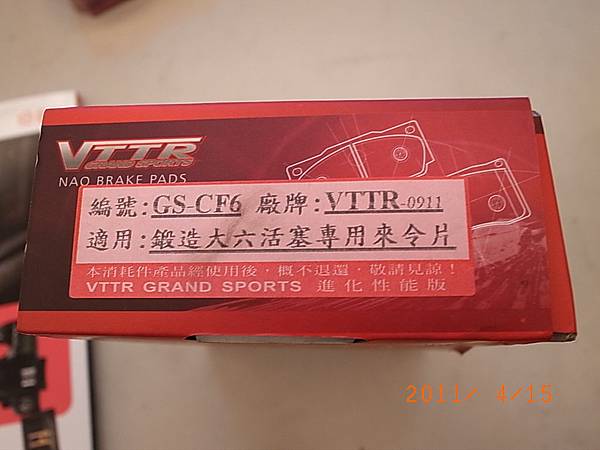 VTTR
GRAND SPORTS
NAO BRAKE PADS
編號:GS-CF6 廠牌:VTTR-0911
適用:鍛造大六活塞專用來令片
本消耗件產品經使用後,概不退還,敬請見諒!
VTTR GRAND SPORTS 進化性能版
2011/ 4/15